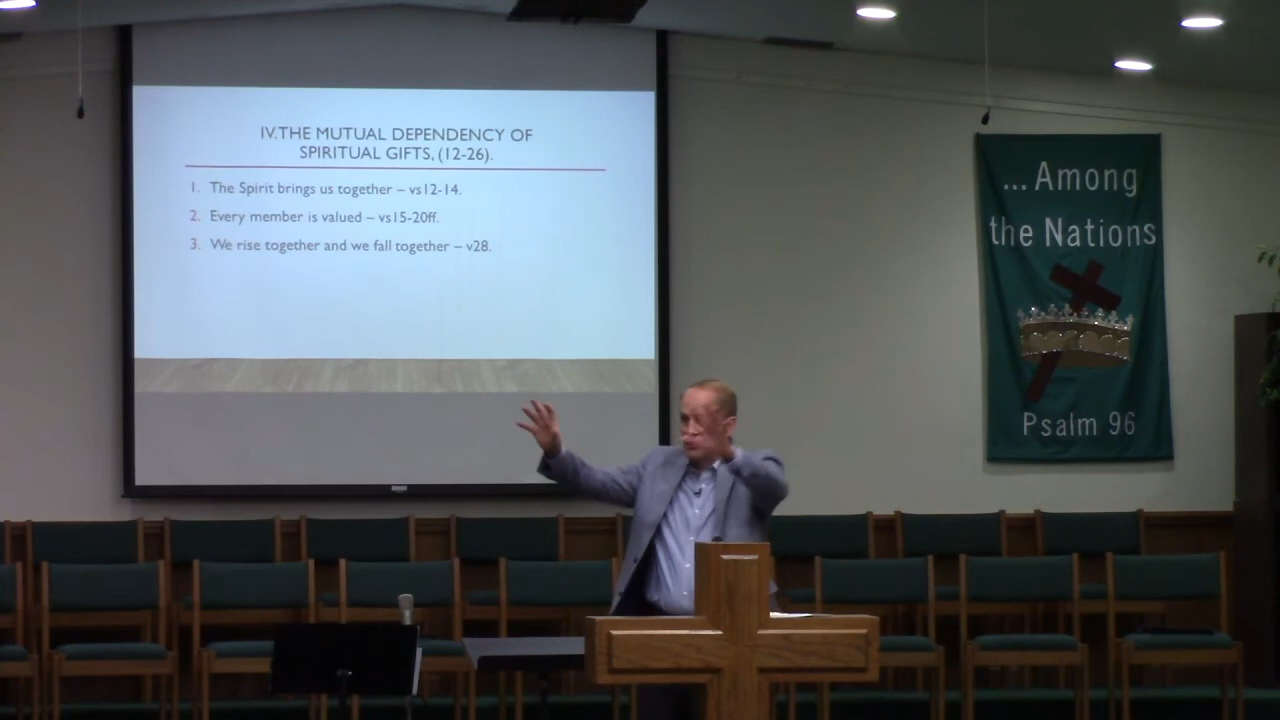 IV.THE MUTUAL DEPENDENCY OF
SPIRITUAL GIFTS, (12-26).
1. The Spirit brings us together – vs12-14.
2. Every member is valued – vs15-20ff.
3. We rise together and we fall together – v28.
... Among
the Nations
Psalm 96